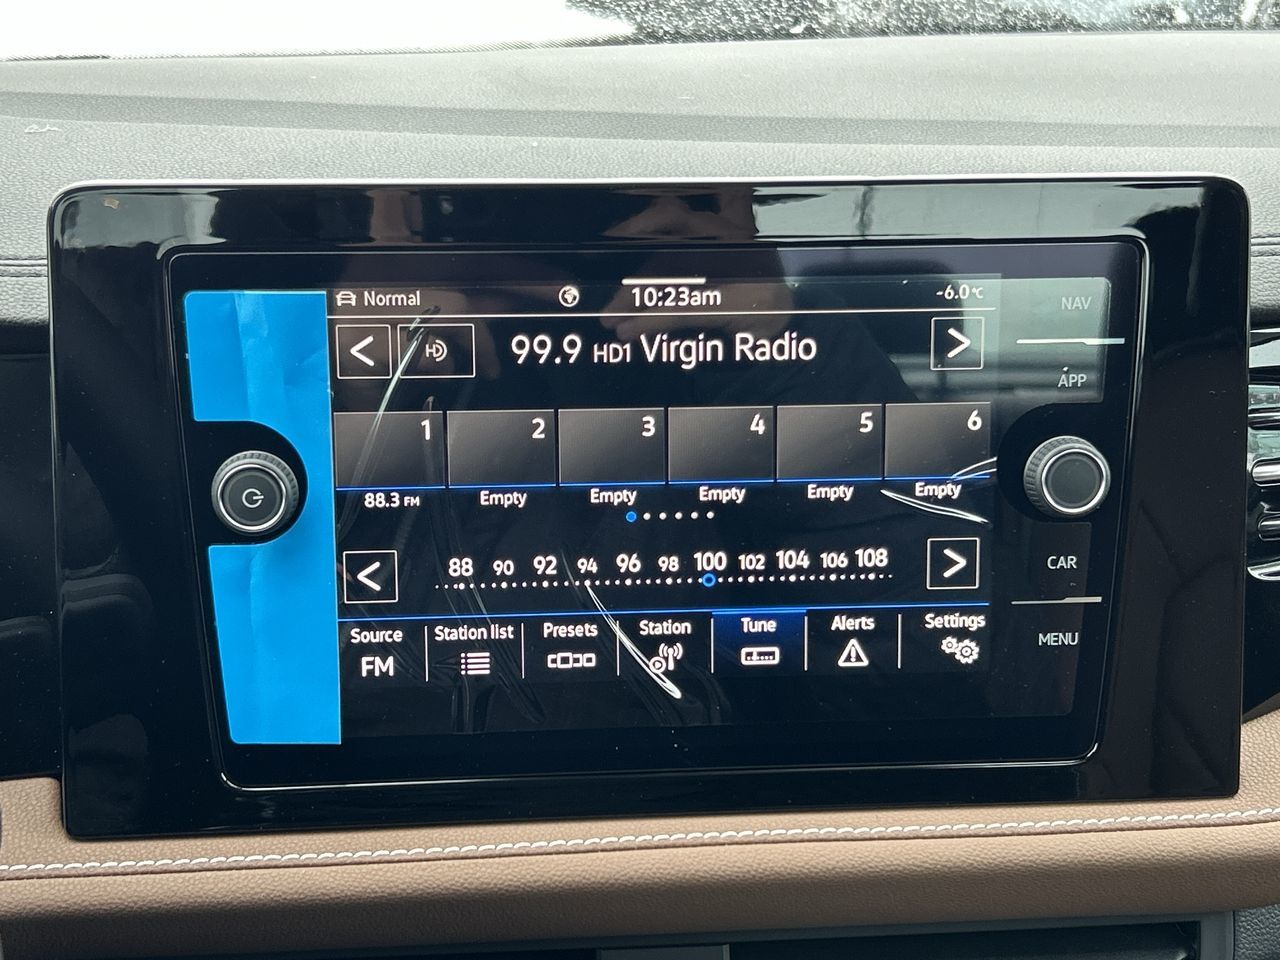 Normal
10:23am
-6.0°C
NAV
HD
99.9 HD1 Virgin Radio
APP
1 2 3 4 5 6
88.3 FM Empty Empty Empty Empty Empty
88 90 92 94 96 98 100 102 104 106 108
CAR
Source Station list Presets Station Tune Alerts Settings
FM
MENU